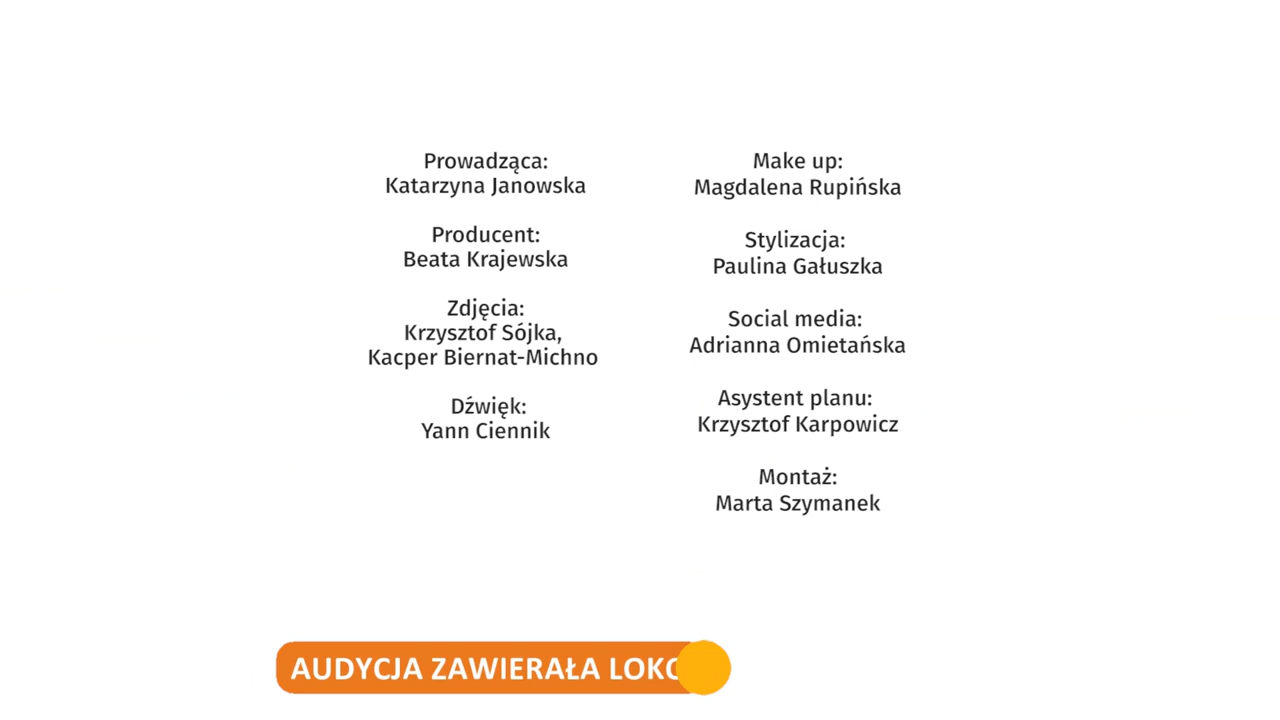 Prowadząca:
Katarzyna Janowska
Producent:
Beata Krajewska
Zdjęcia:
Krzysztof Sójka,
Kacper Biernat-Michno
Dźwięk:
Yann Ciennik
Make up:
Magdalena Rupińska
Stylizacja:
Paulina Gałuszka
Social media:
Adrianna Omietańska
Asystent planu:
Krzysztof Karpowicz
Montaż:
Marta Szymanek
AUDYCJA ZAWIERAŁA